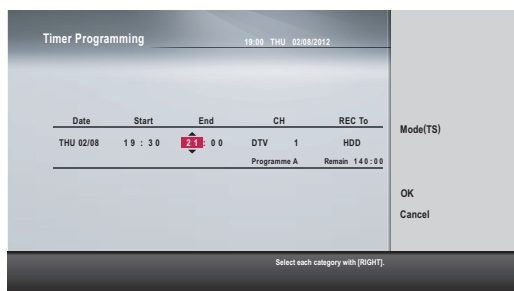 Timer Programming 19:00 THU 02/08/2012
Date Start End CH REC To
THU 02/08 19 : 30 21 : 00 DTV 1 HDD
Programme A Remain 140:00
Mode(TS)
OK
Cancel
Select each category with [RIGHT].